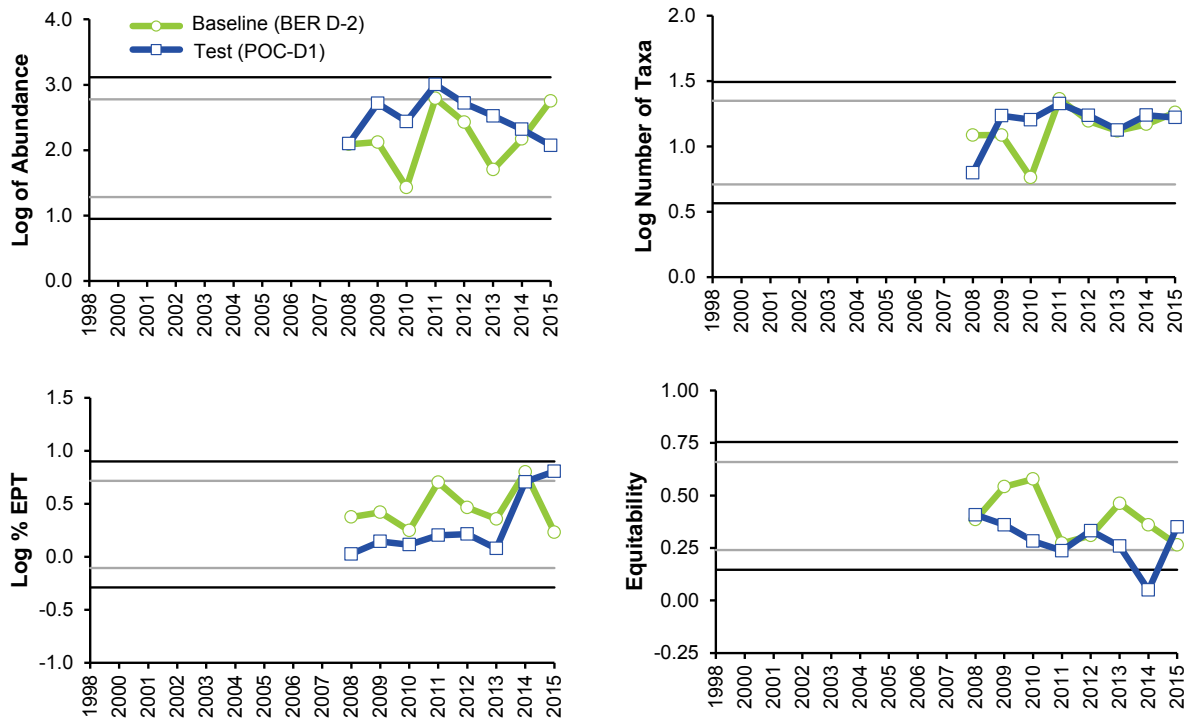 Baseline (BER D-2)
Test (POC-D1)
Log of Abundance
4.0
3.0
2.0
1.0
0.0
1998 2000 2001 2002 2003 2004 2005 2006 2007 2008 2009 2010 2011 2012 2013 2014 2015
Log Number of Taxa
2.0
1.5
1.0
0.5
0.0
1998 2000 2001 2002 2003 2004 2005 2006 2007 2008 2009 2010 2011 2012 2013 2014 2015
Log % EPT
1.5
1.0
0.5
0.0
-0.5
-1.0
1998 2000 2001 2002 2003 2004 2005 2006 2007 2008 2009 2010 2011 2012 2013 2014 2015
Equitability
1.00
0.75
0.50
0.25
0.00
-0.25
1998 2000 2001 2002 2003 2004 2005 2006 2007 2008 2009 2010 2011 2012 2013 2014 2015